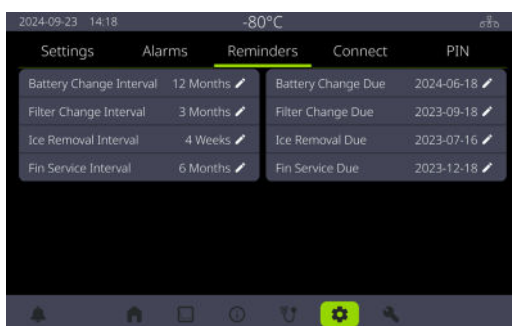 2024-09-23 14:18 -80°C
Settings Alarms Reminders Connect PIN
Battery Change Interval 12 Months Battery Change Due 2024-06-18
Filter Change Interval 3 Months Filter Change Due 2023-09-18
Ice Removal Interval 4 Weeks Ice Removal Due 2023-07-16
Fin Service Interval 6 Months Fin Service Due 2023-12-18